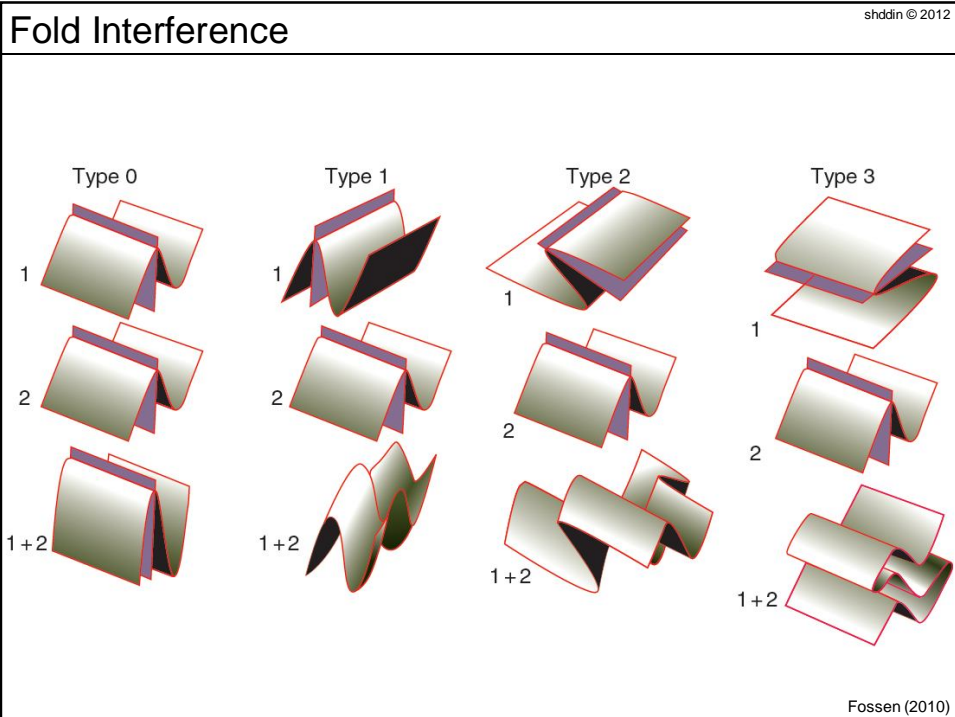 Fold Interference
shddin © 2012
Type 0
Type 1
Type 2
Type 3
1
1
1
1
2
2
2
2
1+2
1+2
1+2
1+2
Fossen (2010)